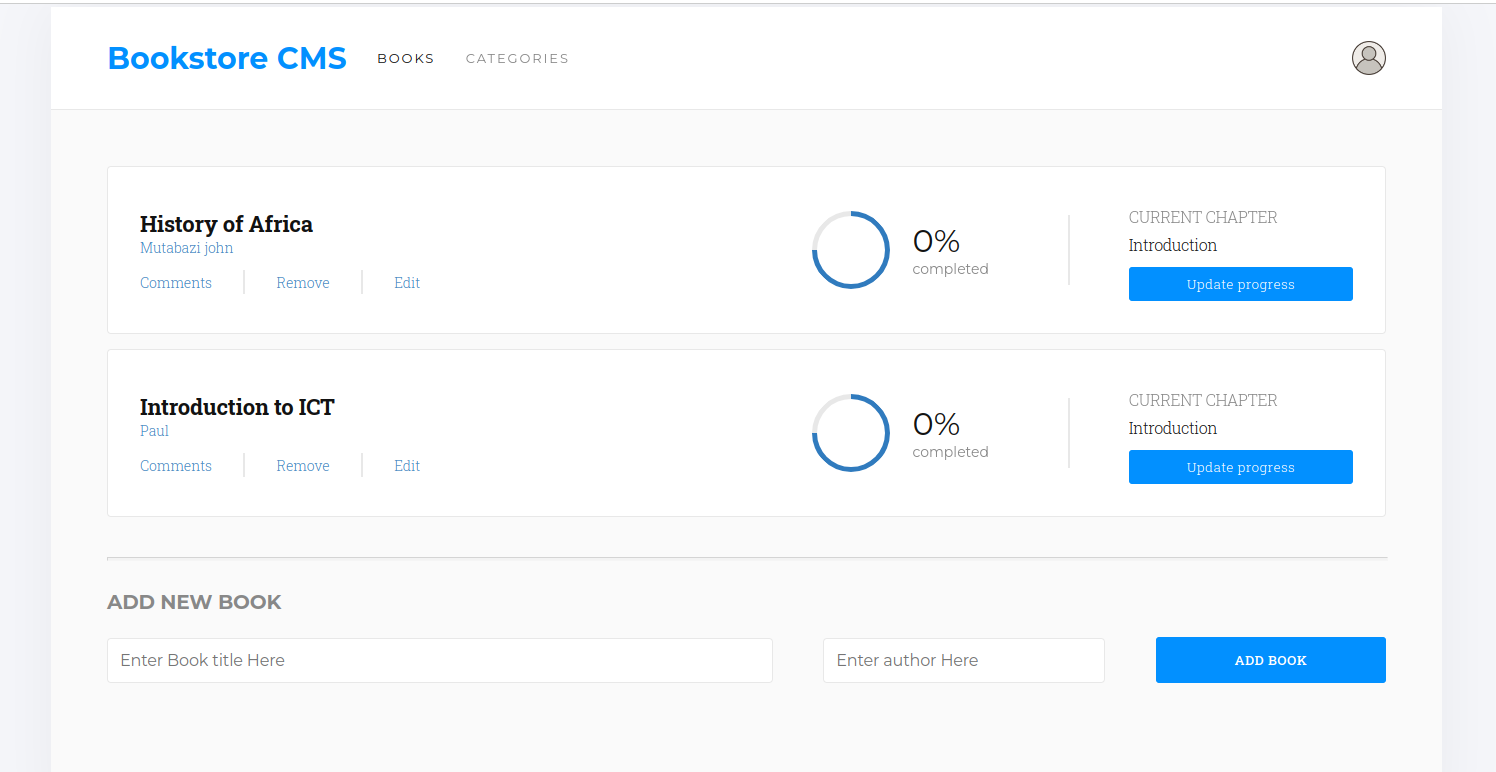 Bookstore CMS BOOKS CATEGORIES
History of Africa
Mutabazi john
Comments Remove Edit
0%
completed
CURRENT CHAPTER
Introduction
Update progress
Introduction to ICT
Paul
Comments Remove Edit
0%
completed
CURRENT CHAPTER
Introduction
Update progress
ADD NEW BOOK
Enter Book title Here Enter author Here ADD BOOK